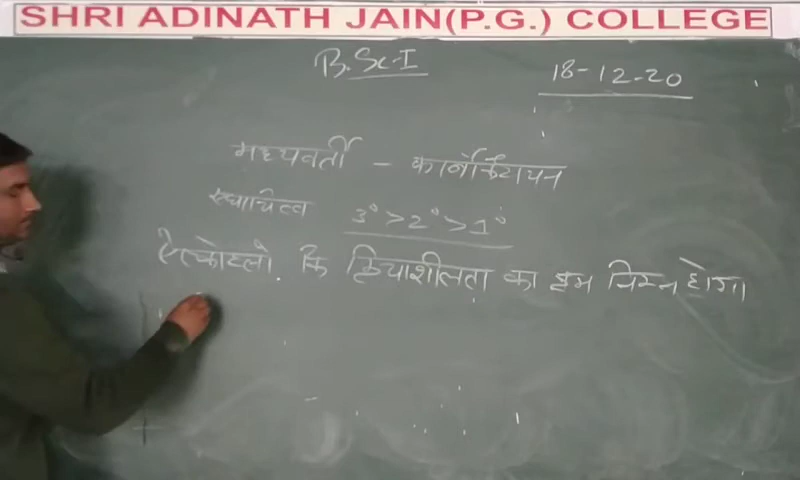 SHRI ADINATH JAIN(P.G.) COLLEGE
B.Sc-I
18-12-20
मध्यवर्ती - कार्बोकैटायन
स्थायित्व 3° > 2° > 1°
ऐल्कोहलो कि क्रियाशीलता का क्रम निम्न होगा